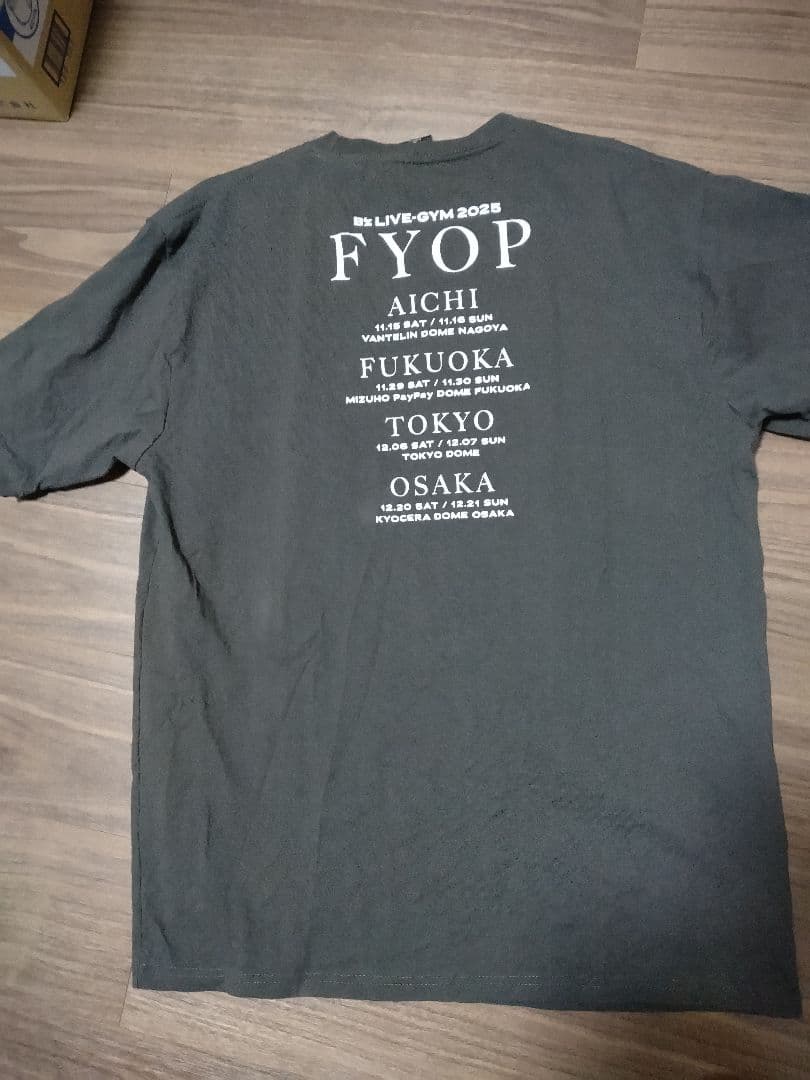 B'z LIVE-GYM 2025
FYOP
AICHI
11.15 SAT / 11.16 SUN
VANTELIN DOME NAGOYA
FUKUOKA
11.29 SAT / 11.30 SUN
MIZUHO PayPay DOME FUKUOKA
TOKYO
12.06 SAT / 12.07 SUN
TOKYO DOME
OSAKA
12.20 SAT / 12.21 SUN
KYOCERA DOME OSAKA